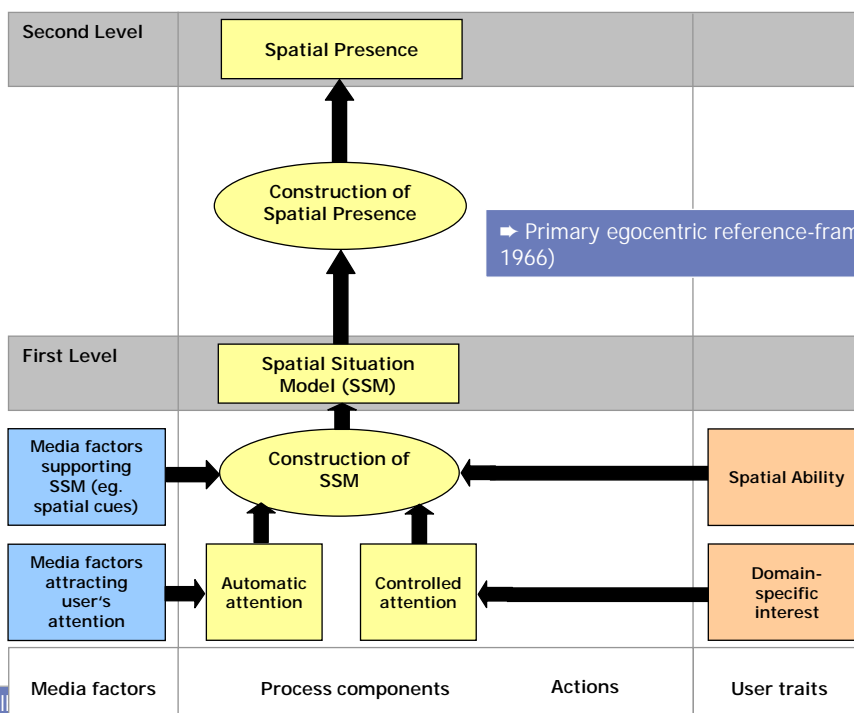 Second Level
Spatial Presence
Construction of
Spatial Presence
➨ Primary egocentric reference-fram
1966)
First Level
Spatial Situation
Model (SSM)
Media factors
supporting
SSM (eg.
spatial cues)
Construction of
SSM
Spatial Ability
Media factors
attracting
user‘s
attention
Automatic
attention
Controlled
attention
Domain-
specific
interest
Media factors
Process components
Actions
User traits